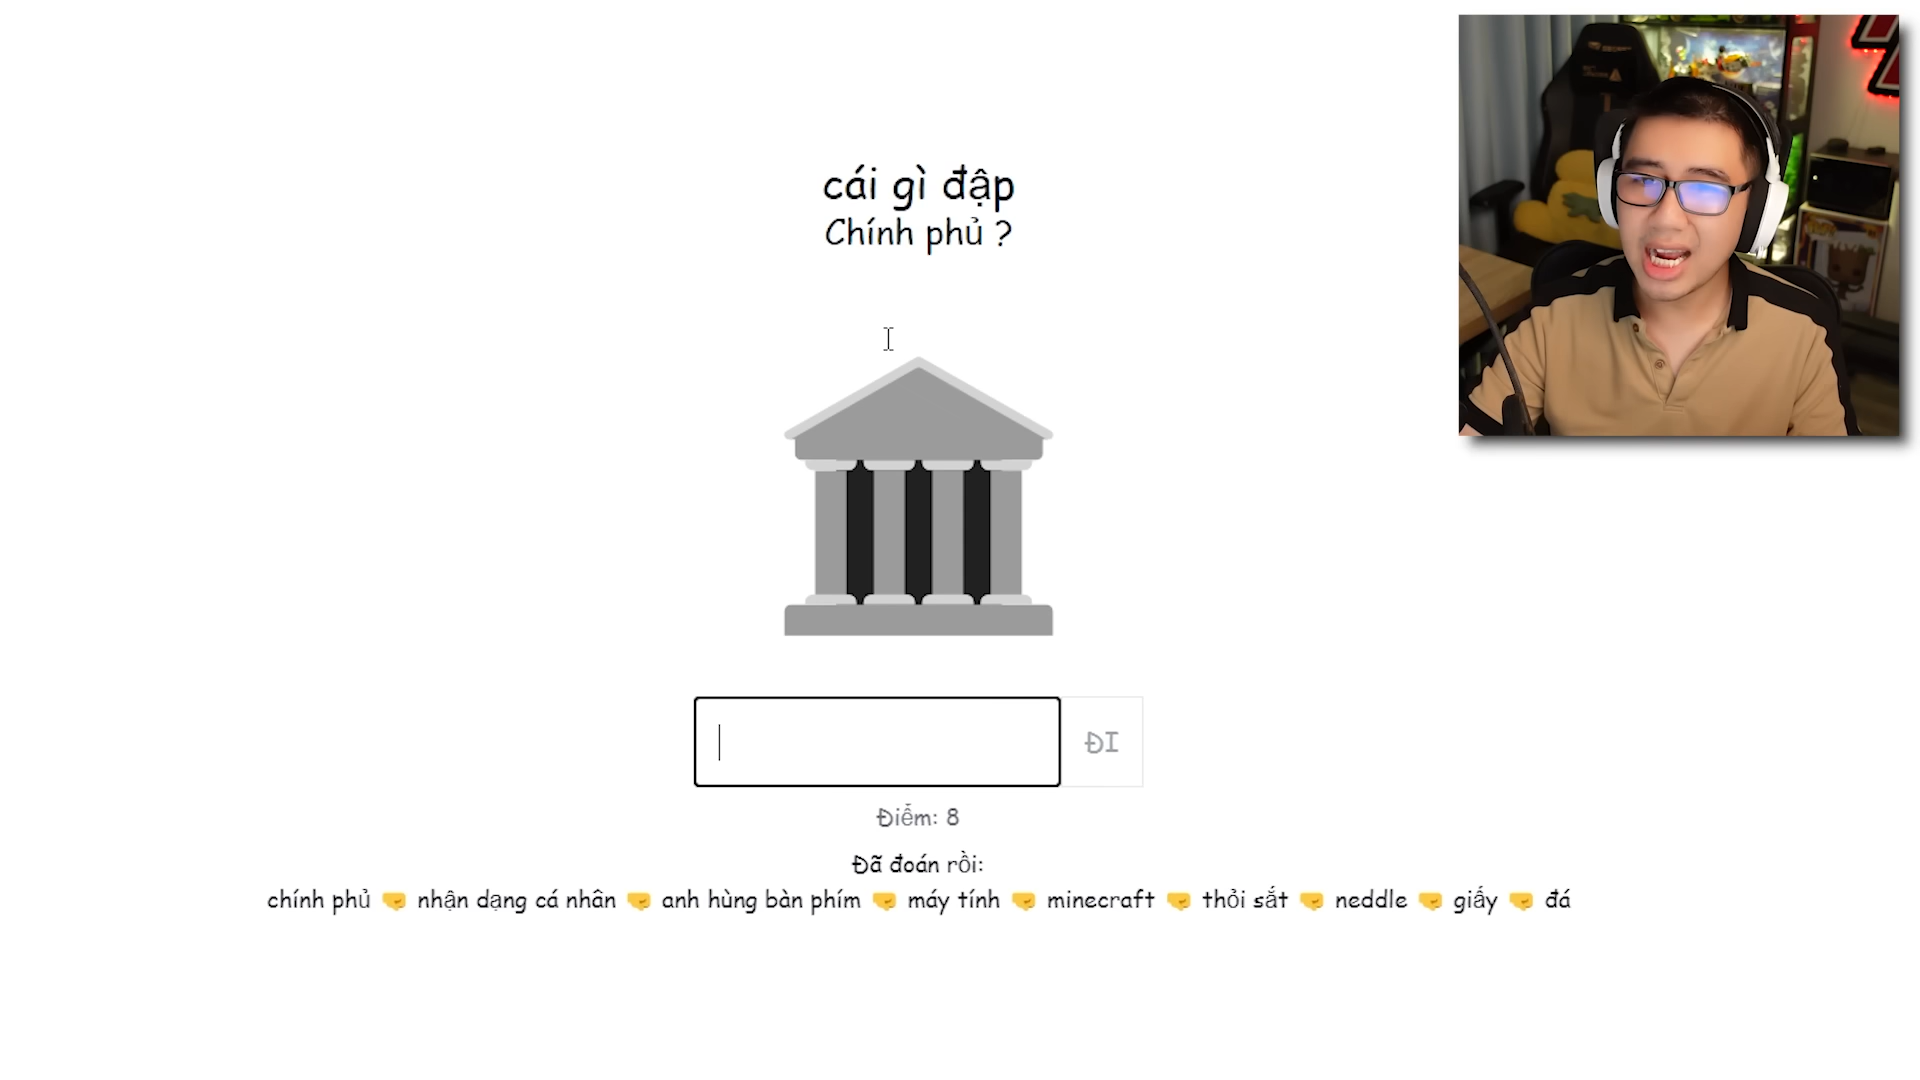 cái gì đập
Chính phủ ?
ĐI
Điểm: 8
Đã đoán rồi:
chính phủ 🤜 nhận dạng cá nhân 🤜 anh hùng bàn phím 🤜 máy tính 🤜 minecraft 🤜 thỏi sắt 🤜 neddle 🤜 giấy 🤜 đá